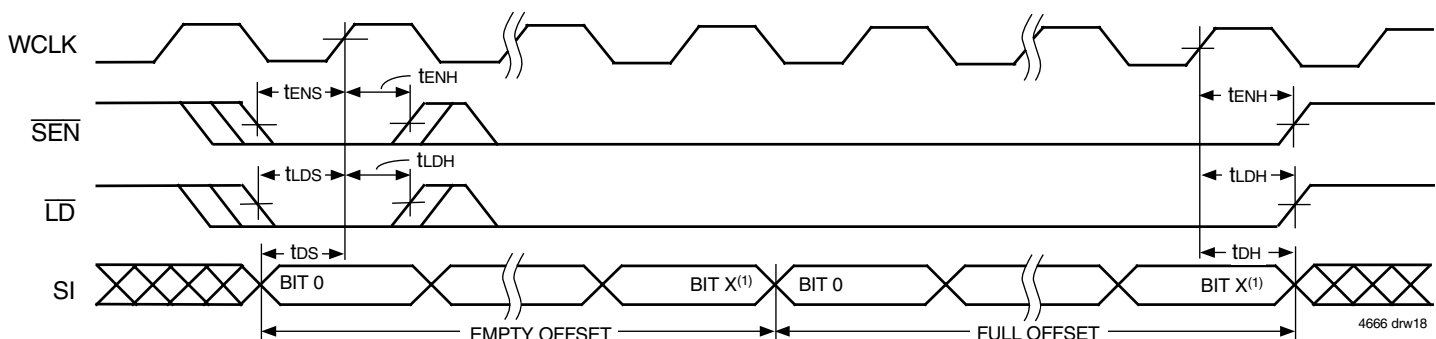 WCLK
tENS
tENH
tENH
SEN
tLDS
tLDH
tLDH
LD
tDS
tDH
SI
BIT 0
BIT X(1)
BIT 0
BIT X(1)
EMPTY OFFSET
FULL OFFSET
4666 drw18